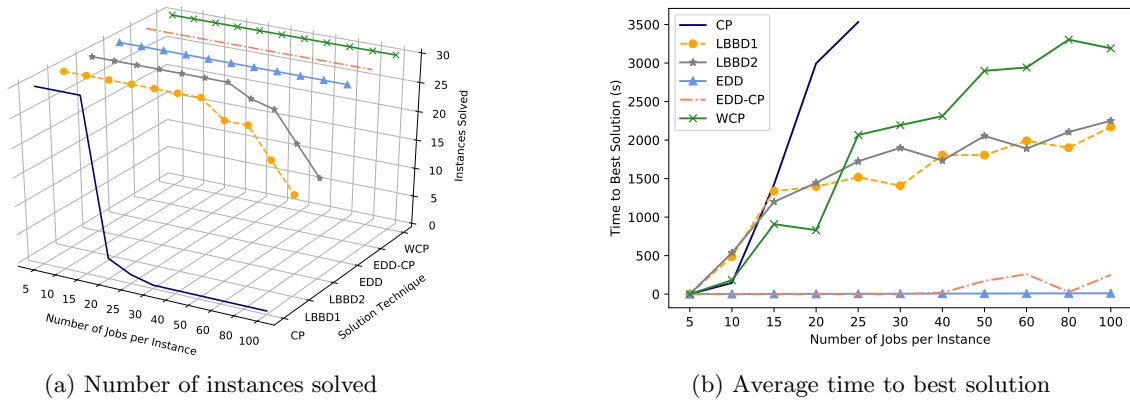 30
25
20
15
10
5
0
Instances Solved
5
10
15
20
25
30
40
50
60
80
100
Number of Jobs per Instance
CP
LBBD1
LBBD2
EDD
EDD-CP
WCP
Solution Technique
(a) Number of instances solved
3500
3000
2500
2000
1500
1000
500
0
Time to Best Solution (s)
CP
LBBD1
LBBD2
EDD
EDD-CP
WCP
5
10
15
20
25
30
40
50
60
80
100
Number of Jobs per Instance
(b) Average time to best solution